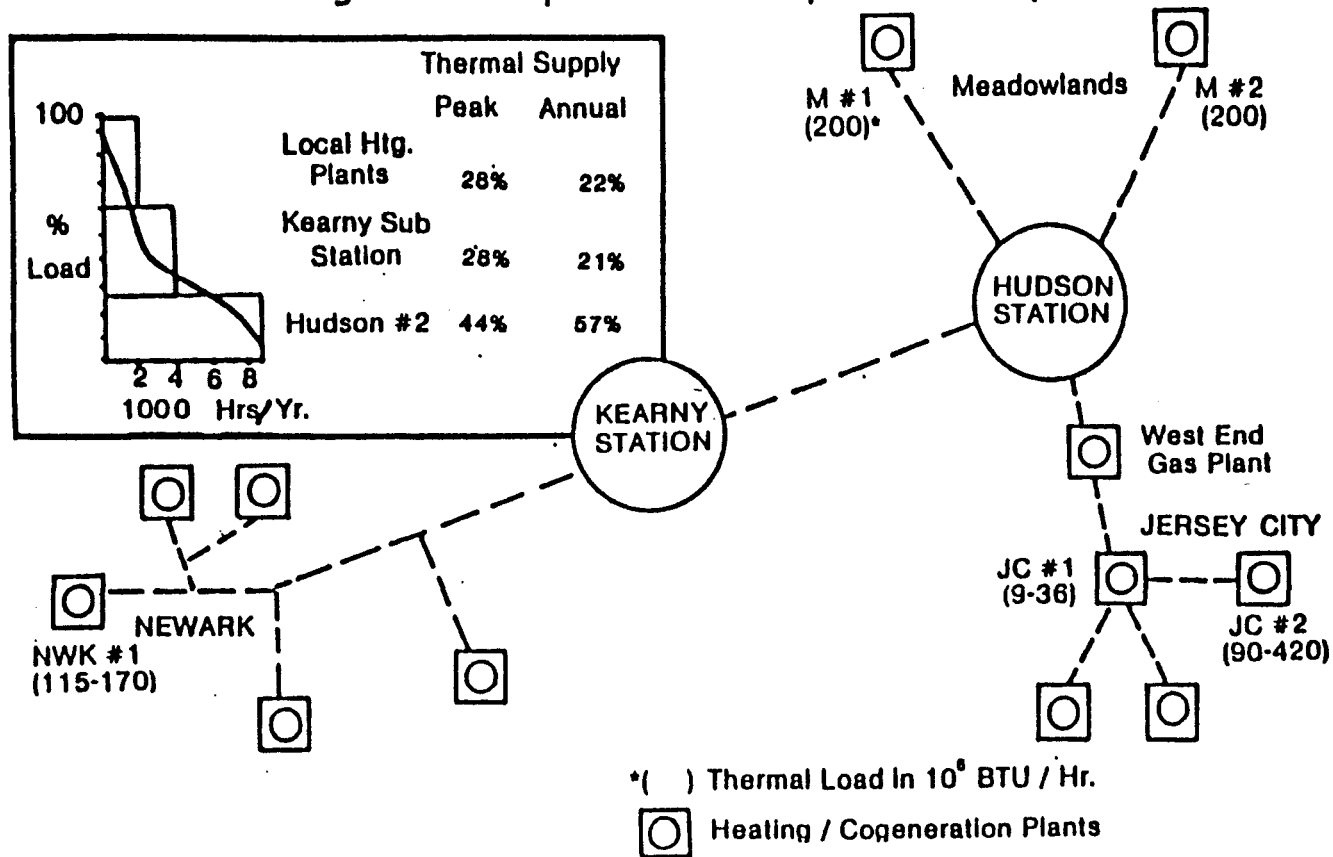 Thermal Supply
Peak Annual
Local Htg.
Plants 28% 22%
Kearny Sub
Station 28% 21%
Hudson #2 44% 57%
100
%
Load
2 4 6 8
1000 Hrs/Yr.
M #1
(200)*
Meadowlands
M #2
(200)
HUDSON
STATION
KEARNY
STATION
West End
Gas Plant
JERSEY CITY
JC #1
(9-36)
JC #2
(90-420)
NEWARK
NWK #1
(115-170)
*( ) Thermal Load in 10⁶ BTU / Hr.
Heating / Cogeneration Plants